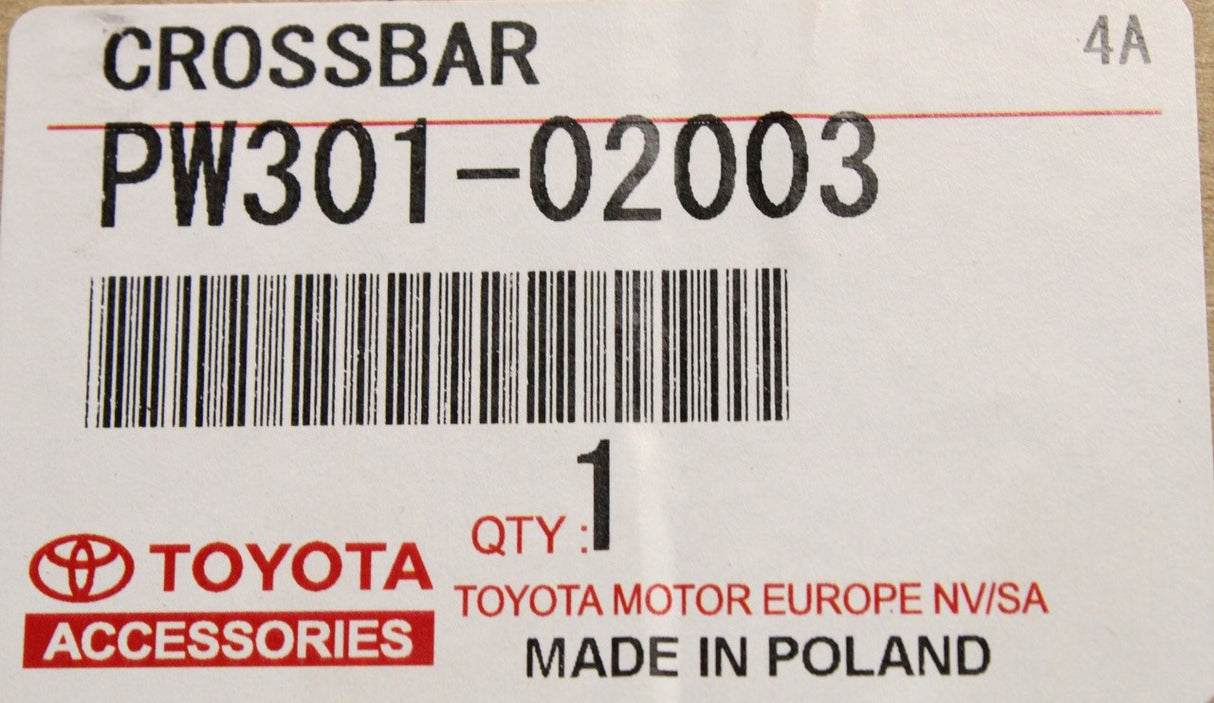 CROSSBAR 4A
PW301-02003
QTY : 1
TOYOTA
ACCESSORIES
TOYOTA MOTOR EUROPE NV/SA
MADE IN POLAND